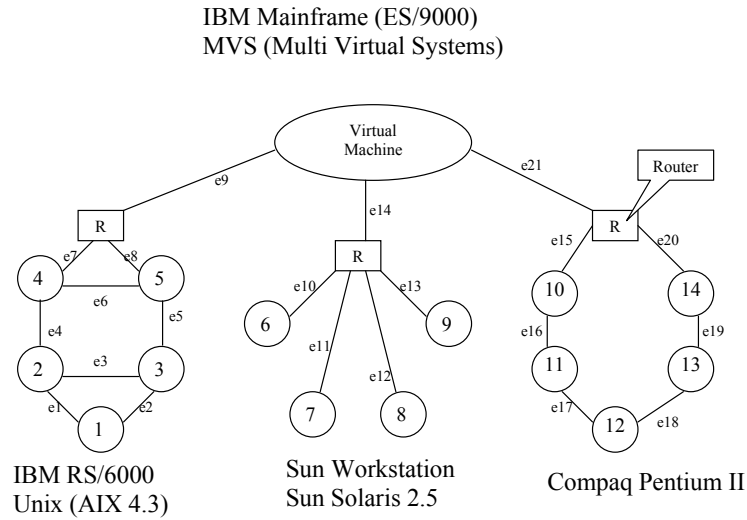 IBM Mainframe (ES/9000)
MVS (Multi Virtual Systems)
Virtual
Machine
e9
e21
Router
e14
R
R
R
e7
e8
e15
e20
4
5
e6
e10
e13
10
14
6
9
e4
e5
e11
e16
e19
2
e3
3
e12
11
13
e1
e2
7
8
e17
e18
1
12
IBM RS/6000
Unix (AIX 4.3)
Sun Workstation
Sun Solaris 2.5
Compaq Pentium II